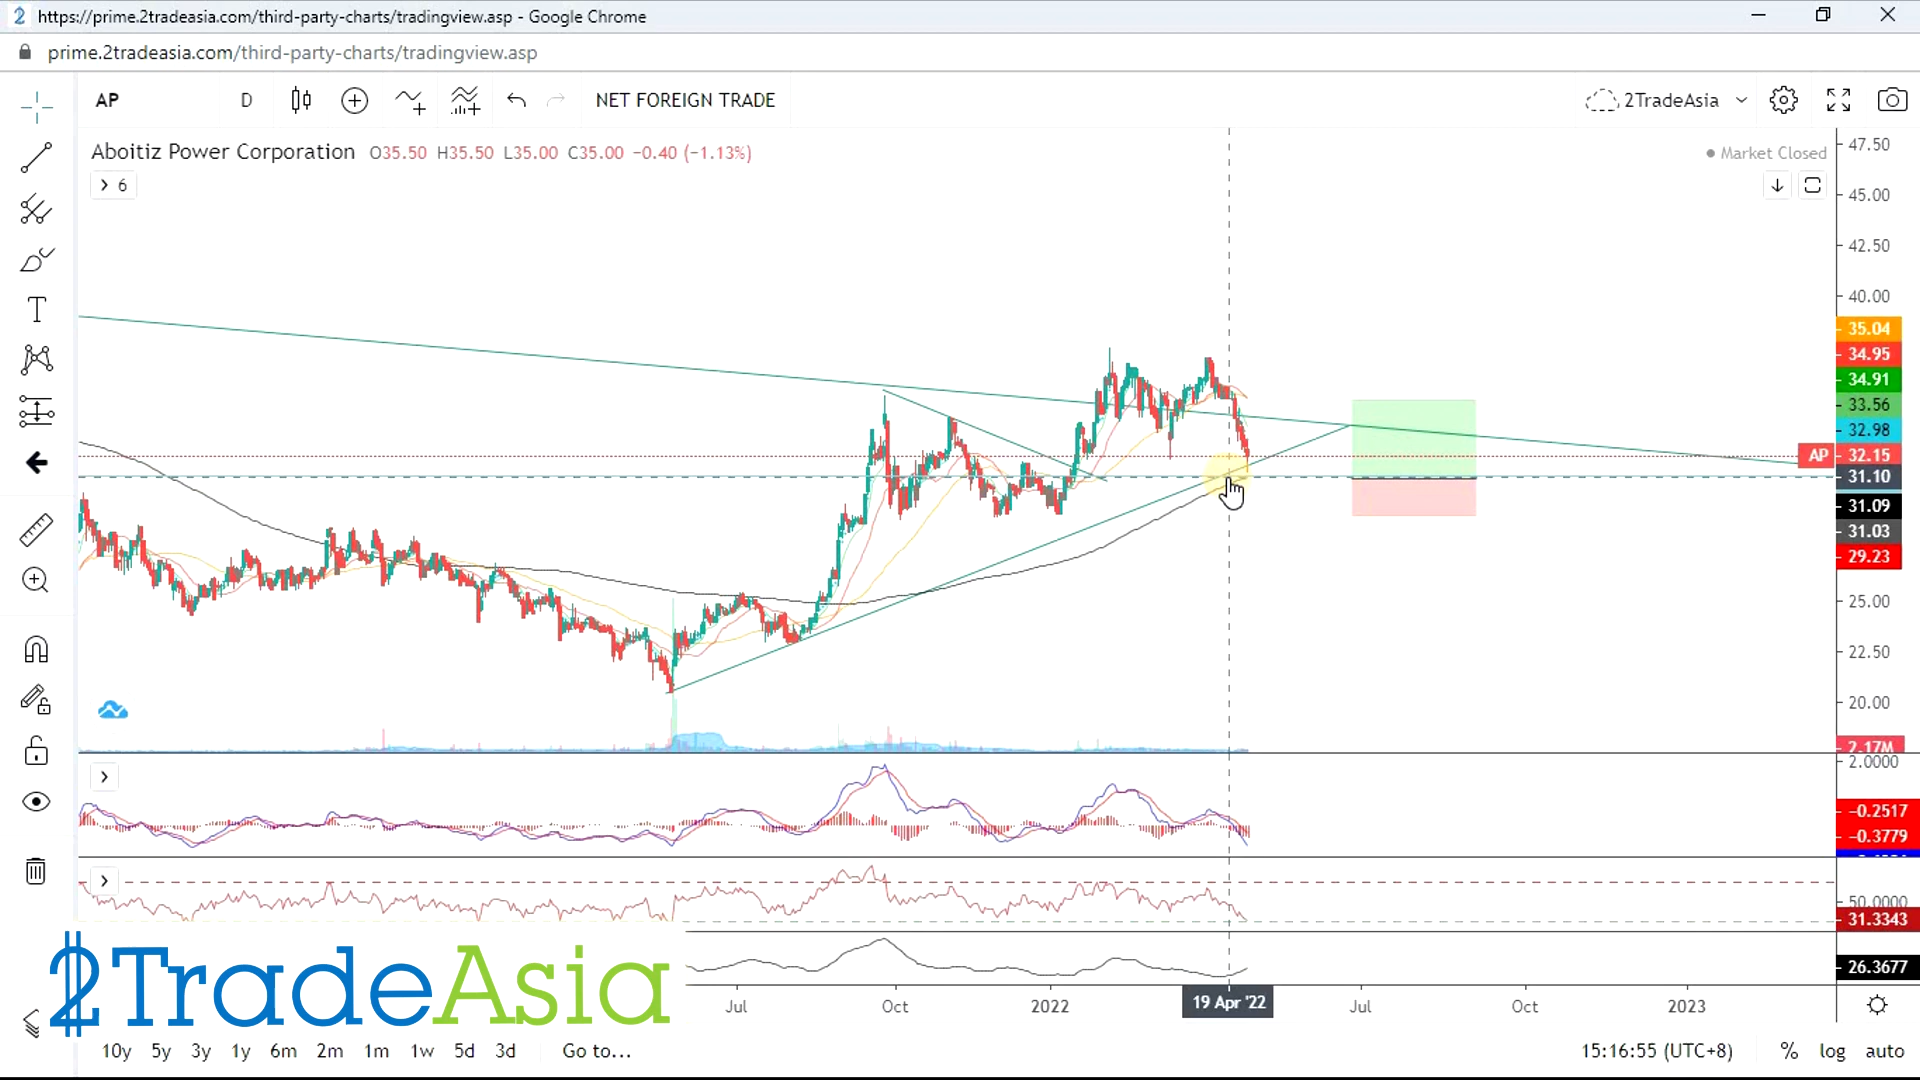 https://prime.2tradeasia.com/third-party-charts/tradingview.asp - Google Chrome
prime.2tradeasia.com/third-party-charts/tradingview.asp
AP D NET FOREIGN TRADE 2TradeAsia
Aboitiz Power Corporation O35.50 H35.50 L35.00 C35.00 −0.40 (−1.13%)
Market Closed
6
47.50
45.00
42.50
40.00
35.04
34.95
34.91
33.56
32.98
AP 32.15
31.10
31.09
31.03
29.23
25.00
22.50
20.00
2.17M
2.0000
−0.2517
−0.3779
50.0000
31.3343
26.3677
2TradeAsia
Jul Oct 2022 19 Apr '22 Jul Oct 2023
10y 5y 3y 1y 6m 2m 1m 1w 5d 3d Go to... 15:16:55 (UTC+8) % log auto